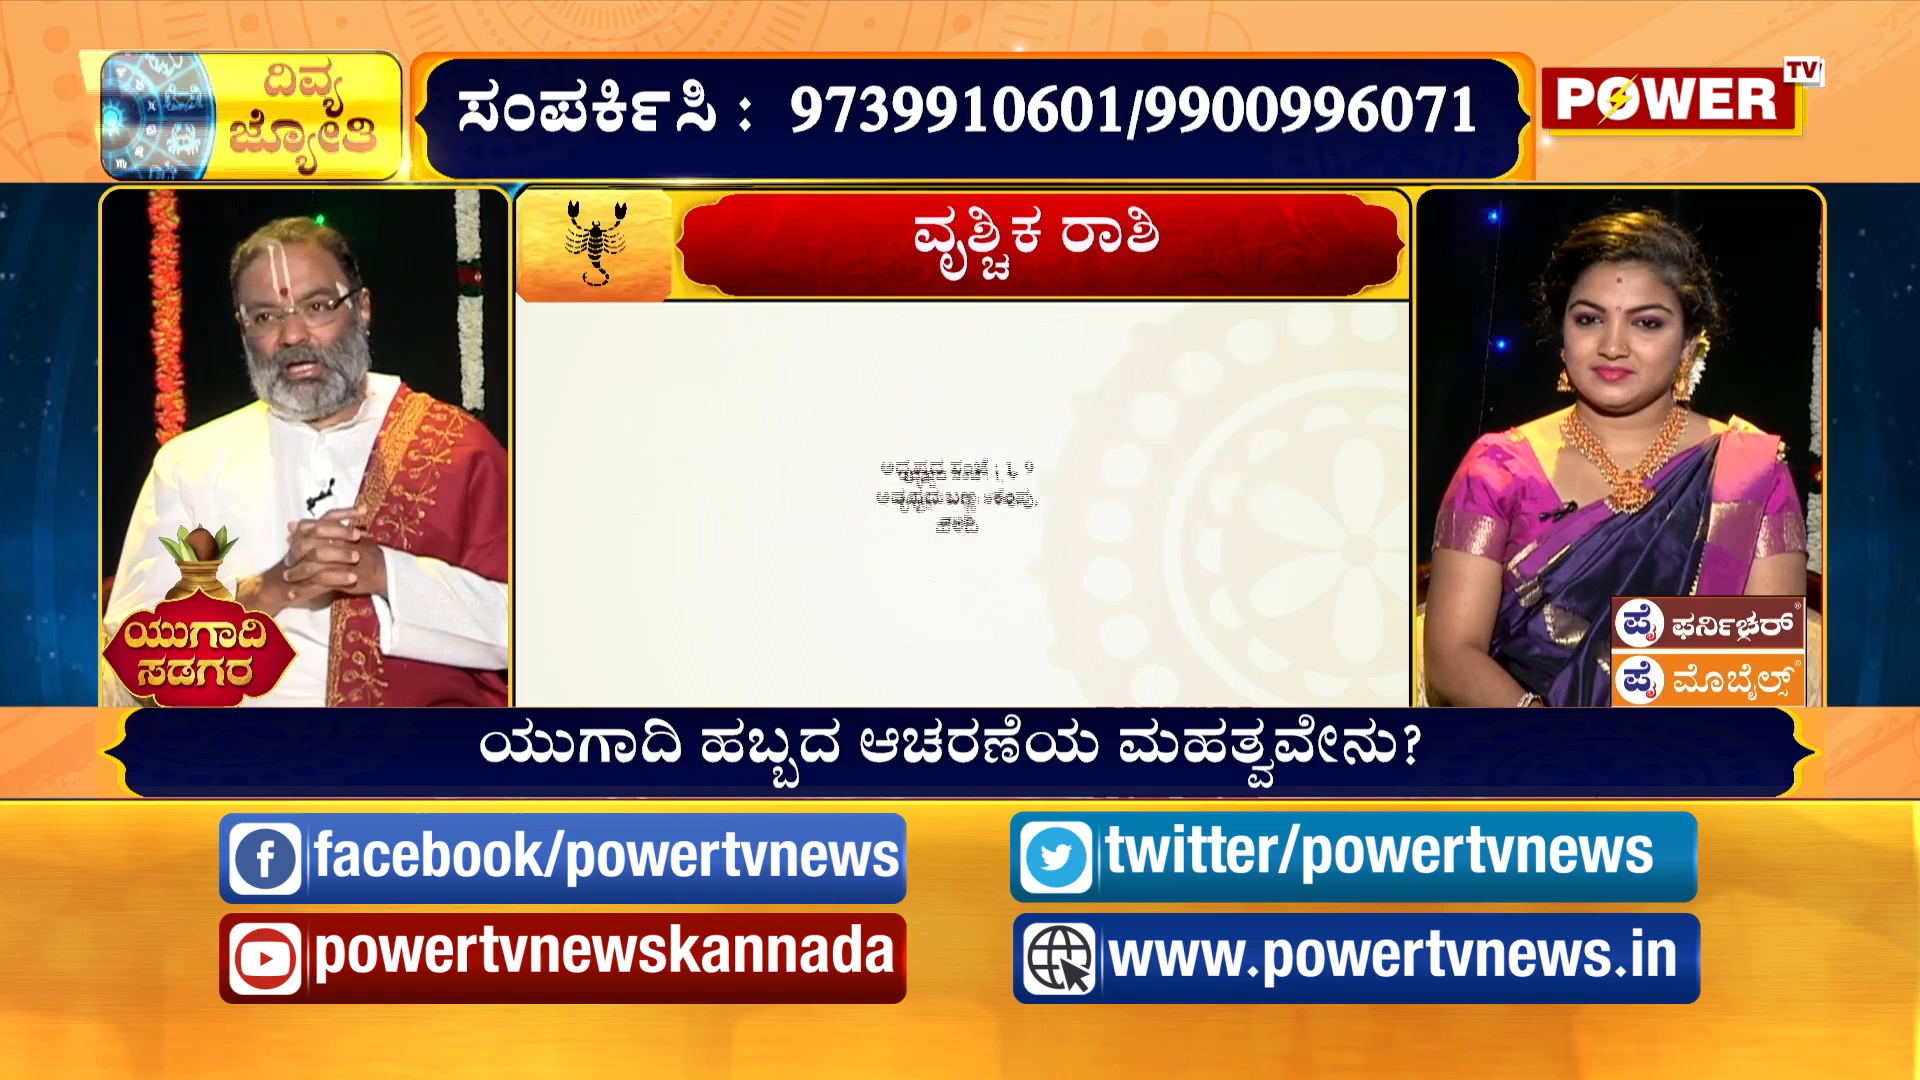 ದಿವ್ಯ
ಜ್ಯೋತಿ
ಸಂಪರ್ಕಿಸಿ : 9739910601/9900996071
POWER TV
ವೃಶ್ಚಿಕ ರಾಶಿ
ಯುಗಾದಿ
ಸಡಗರ
ಪೈ ಫರ್ನಿಚರ್®
ಪೈ ಮೊಬೈಲ್ಸ್®
ಯುಗಾದಿ ಹಬ್ಬದ ಆಚರಣೆಯ ಮಹತ್ವವೇನು?
facebook/powertvnews
twitter/powertvnews
powertvnewskannada
www.powertvnews.in